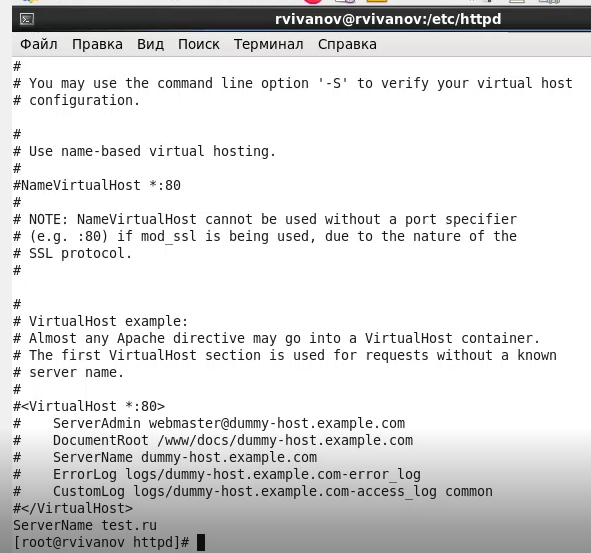 rvivanov@rvivanov:/etc/httpd
Файл Правка Вид Поиск Терминал Справка
#
# You may use the command line option '-S' to verify your virtual host
# configuration.
#
# Use name-based virtual hosting.
#
#NameVirtualHost *:80
#
# NOTE: NameVirtualHost cannot be used without a port specifier
# (e.g. :80) if mod_ssl is being used, due to the nature of the
# SSL protocol.
#
#
# VirtualHost example:
# Almost any Apache directive may go into a VirtualHost container.
# The first VirtualHost section is used for requests without a known
# server name.
#
#<VirtualHost *:80>
#    ServerAdmin webmaster@dummy-host.example.com
#    DocumentRoot /www/docs/dummy-host.example.com
#    ServerName dummy-host.example.com
#    ErrorLog logs/dummy-host.example.com-error_log
#    CustomLog logs/dummy-host.example.com-access_log common
#</VirtualHost>
ServerName test.ru
[root@rvivanov httpd]#